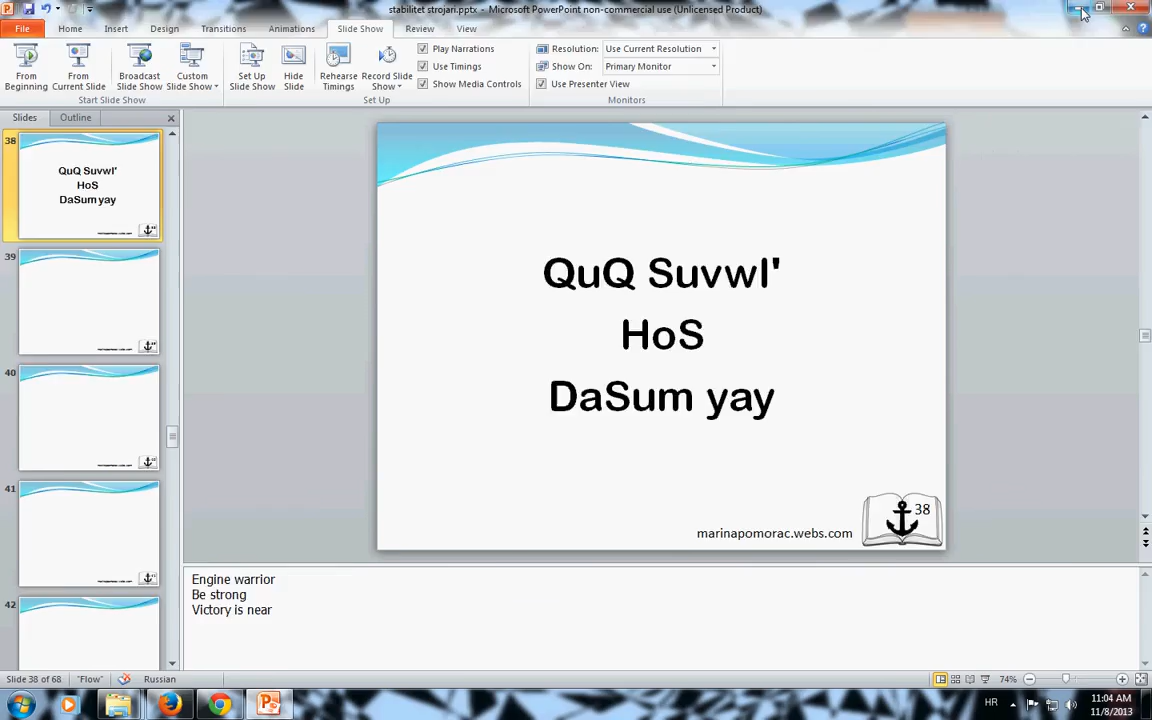 stabilitet strojari.pptx - Microsoft PowerPoint non-commercial use (Unlicensed Product)
File Home Insert Design Transitions Animations Slide Show Review View
From Beginning
From Current Slide
Broadcast Slide Show
Custom Slide Show
Set Up Slide Show
Hide Slide
Rehearse Timings
Record Slide Show
Play Narrations
Use Timings
Show Media Controls
Resolution: Use Current Resolution
Show On: Primary Monitor
Use Presenter View
Start Slide Show
Set Up
Monitors
Slides Outline
38
QuQ Suvwl'
HoS
DaSum yay
39
40
41
42
QuQ Suvwl'
HoS
DaSum yay
marinapomorac.webs.com
38
Engine warrior
Be strong
Victory is near
Slide 38 of 68 "Flow" Russian 74%
HR 11:04 AM
11/8/2013